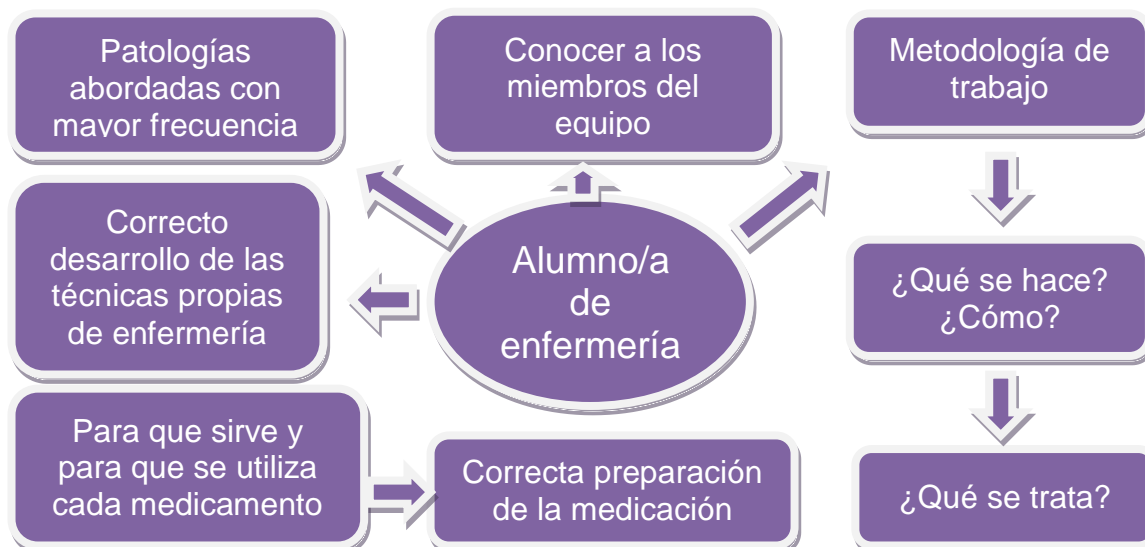 Patologías
abordadas con
mayor frecuencia
Conocer a los
miembros del
equipo
Metodología de
trabajo
Correcto
desarrollo de las
técnicas propias
de enfermería
Alumno/a
de
enfermería
¿Qué se hace?
¿Cómo?
Para que sirve y
para que se utiliza
cada medicamento
Correcta preparación
de la medicación
¿Qué se trata?